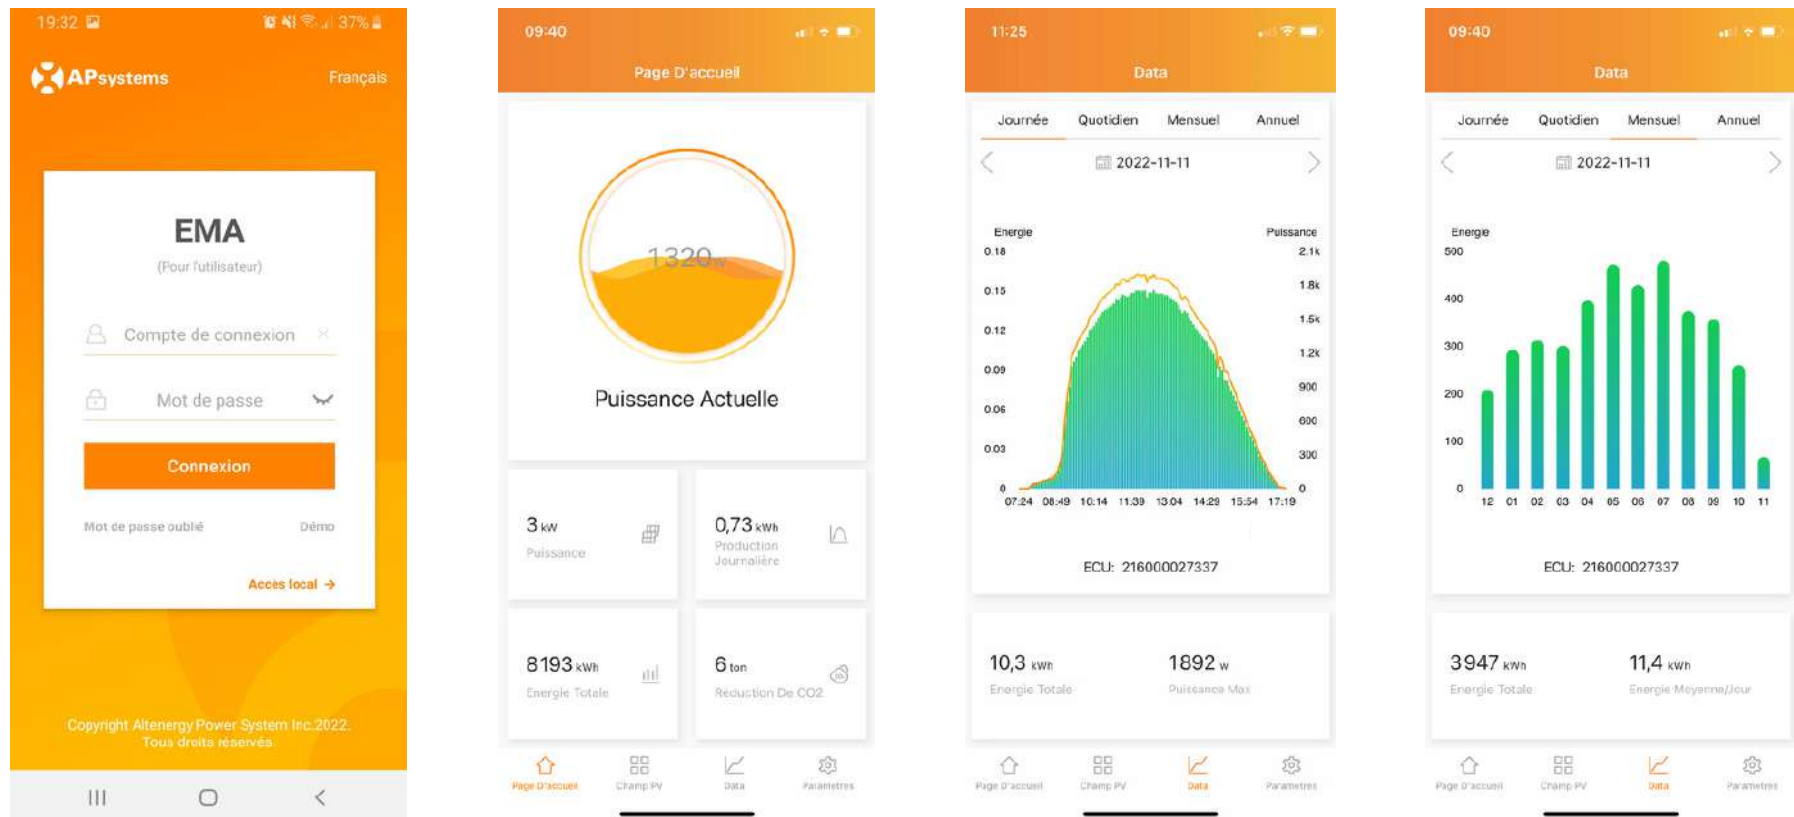 19:32
37%
APsystems
Français
EMA
(Pour l'utilisateur)
Compte de connexion
Mot de passe
Connexion
Mot de passe oublié
Démo
Accès local →
Copyright Altenergy Power System Inc.2022.
Tous droits réservés.
09:40
Page D'accueil
1320 W
Puissance Actuelle
3 kW
Puissance
0,73 kWh
Production
Journalière
8193 kWh
Energie Totale
6 ton
Réduction De CO2
Page D'accueil
Champ PV
Data
Paramètres
11:25
Data
Journée Quotidien Mensuel Annuel
2022-11-11
Energie
Puissance
0.18
0.15
0.12
0.09
0.06
0.03
0
2.1k
1.8k
1.5k
1.2k
900
600
300
0
07:24 08:49 10:14 11:39 13:04 14:29 15:54 17:19
ECU: 216000027337
10,3 kWh
Energie Totale
1892 W
Puissance Max
Page D'accueil
Champ PV
Data
Paramètres
09:40
Data
Journée Quotidien Mensuel Annuel
2022-11-11
Energie
500
400
300
200
100
0
12 01 02 03 04 05 06 07 08 09 10 11
ECU: 216000027337
3947 kWh
Energie Totale
11,4 kWh
Energie Moyenne/Jour
Page D'accueil
Champ PV
Data
Paramètres